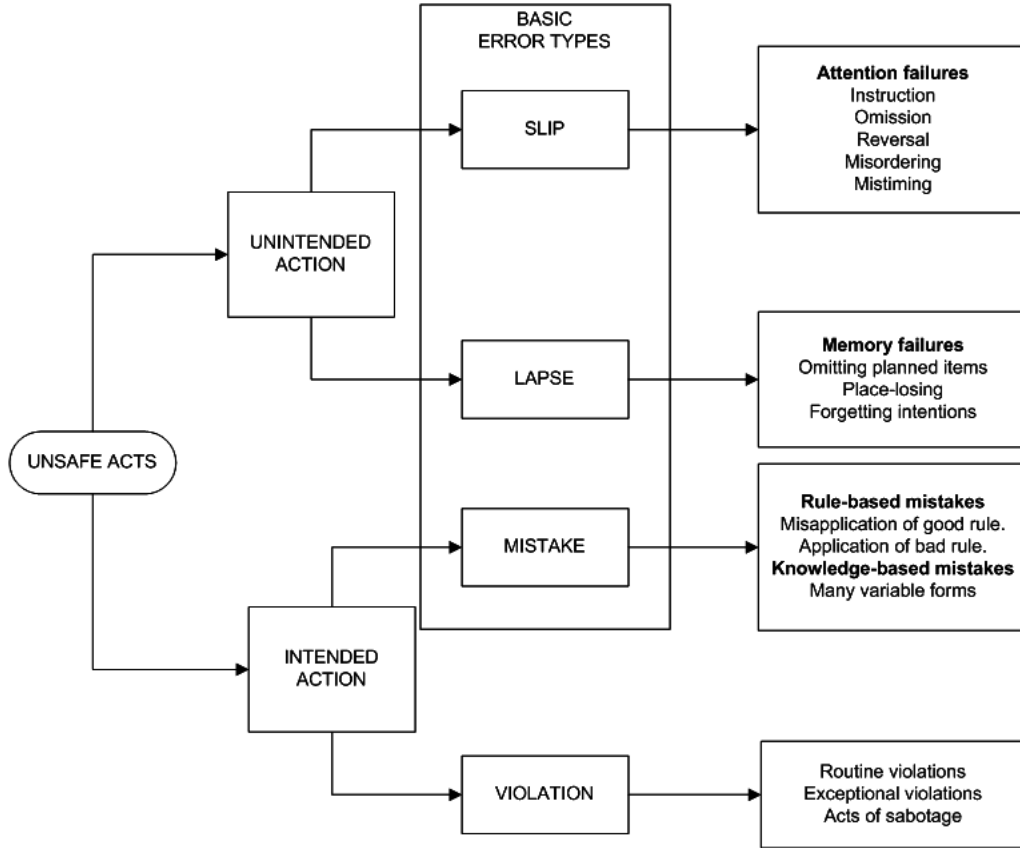 BASIC
ERROR TYPES
SLIP
Attention failures
Instruction
Omission
Reversal
Misordering
Mistiming
UNINTENDED
ACTION
LAPSE
Memory failures
Omitting planned items
Place-losing
Forgetting intentions
UNSAFE ACTS
MISTAKE
Rule-based mistakes
Misapplication of good rule.
Application of bad rule.
Knowledge-based mistakes
Many variable forms
INTENDED
ACTION
VIOLATION
Routine violations
Exceptional violations
Acts of sabotage